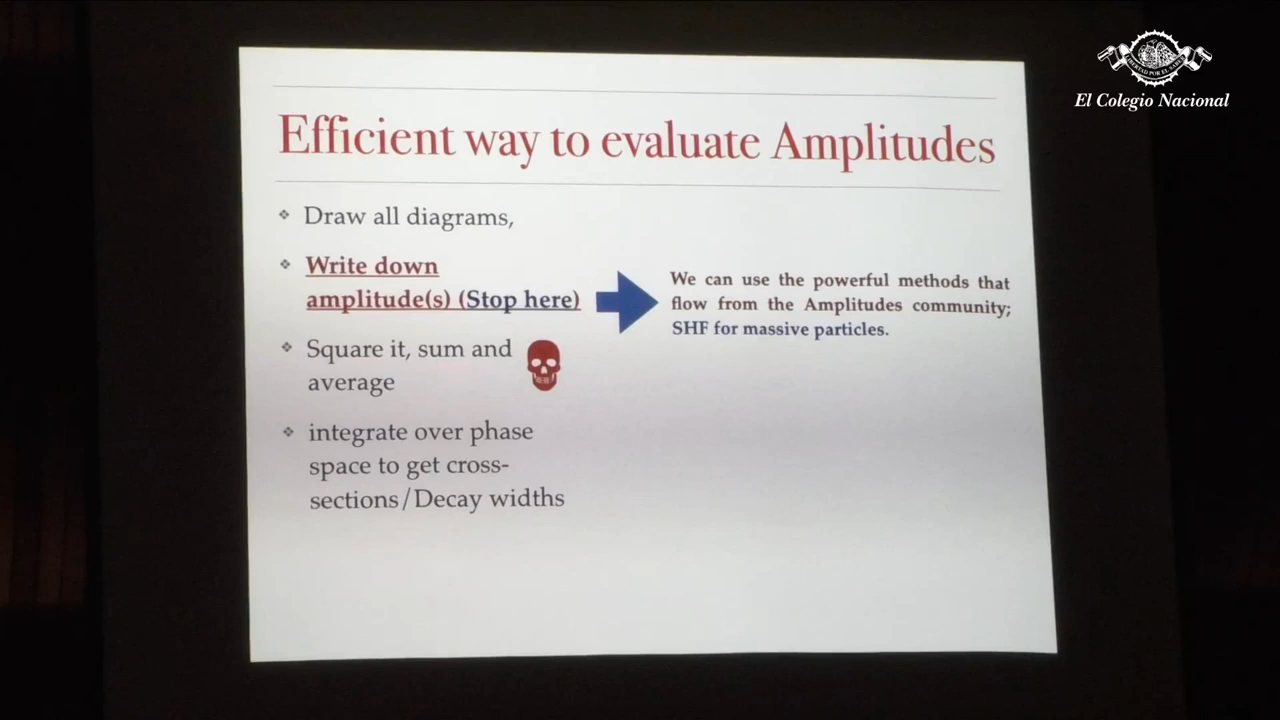 El Colegio Nacional
Efficient way to evaluate Amplitudes
Draw all diagrams,
Write down
amplitude(s) (Stop here)
We can use the powerful methods that
flow from the Amplitudes community;
SHF for massive particles.
Square it, sum and
average
integrate over phase
space to get cross-
sections/Decay widths